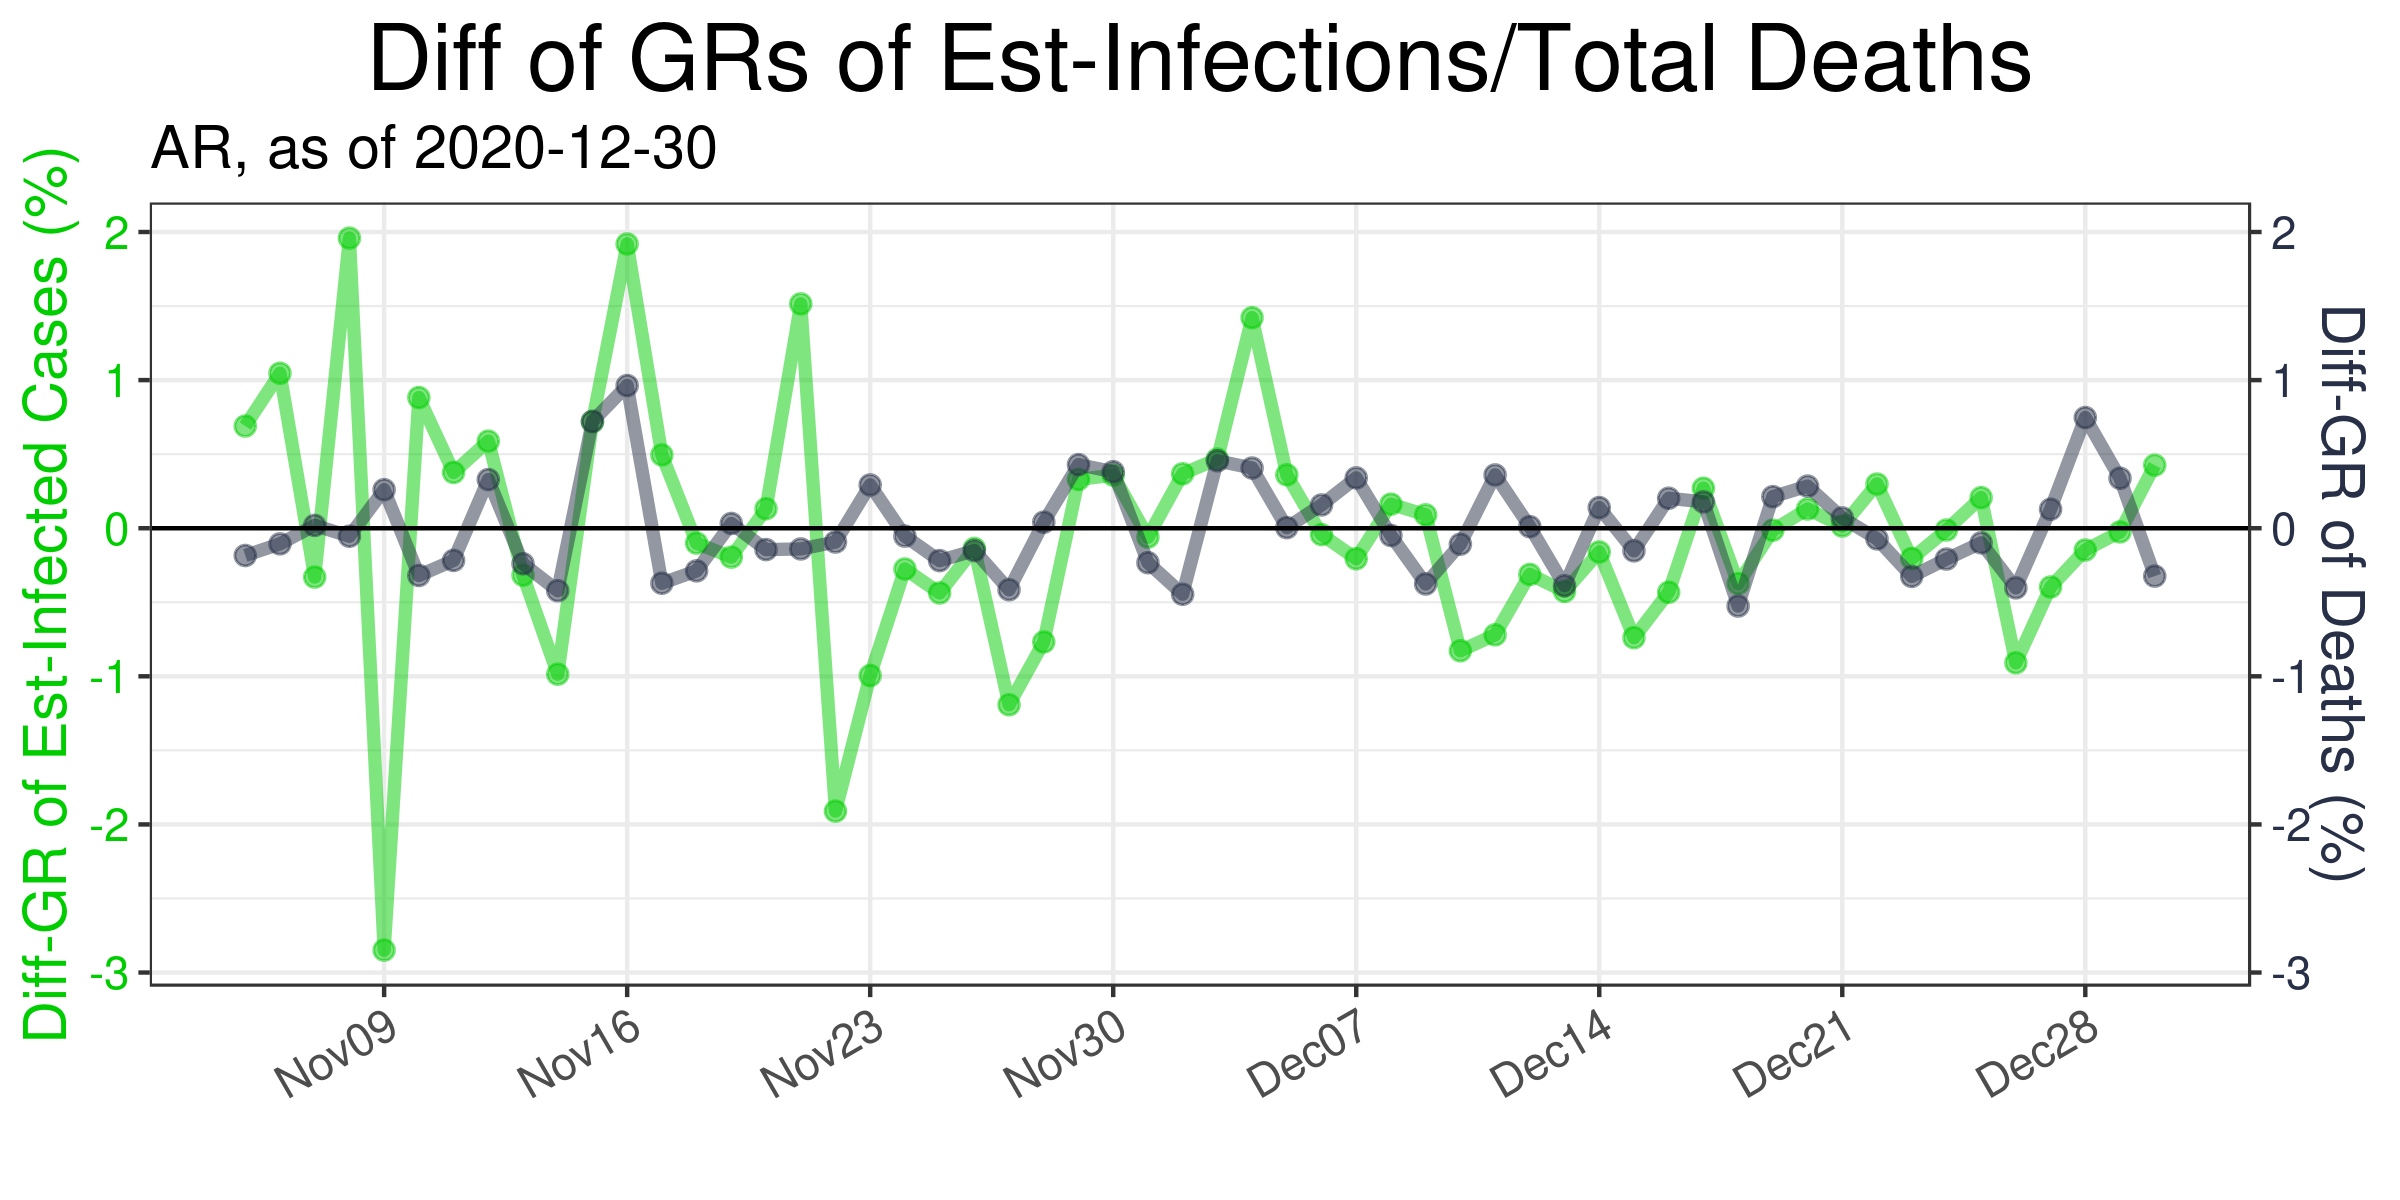 Diff of GRs of Est-Infections/Total Deaths
AR, as of 2020-12-30
Diff-GR of Est-Infected Cases (%)
2
1
0
-1
-2
-3
2
1
0
-1
-2
-3
Diff-GR of Deaths (%)
Nov09
Nov16
Nov23
Nov30
Dec07
Dec14
Dec21
Dec28